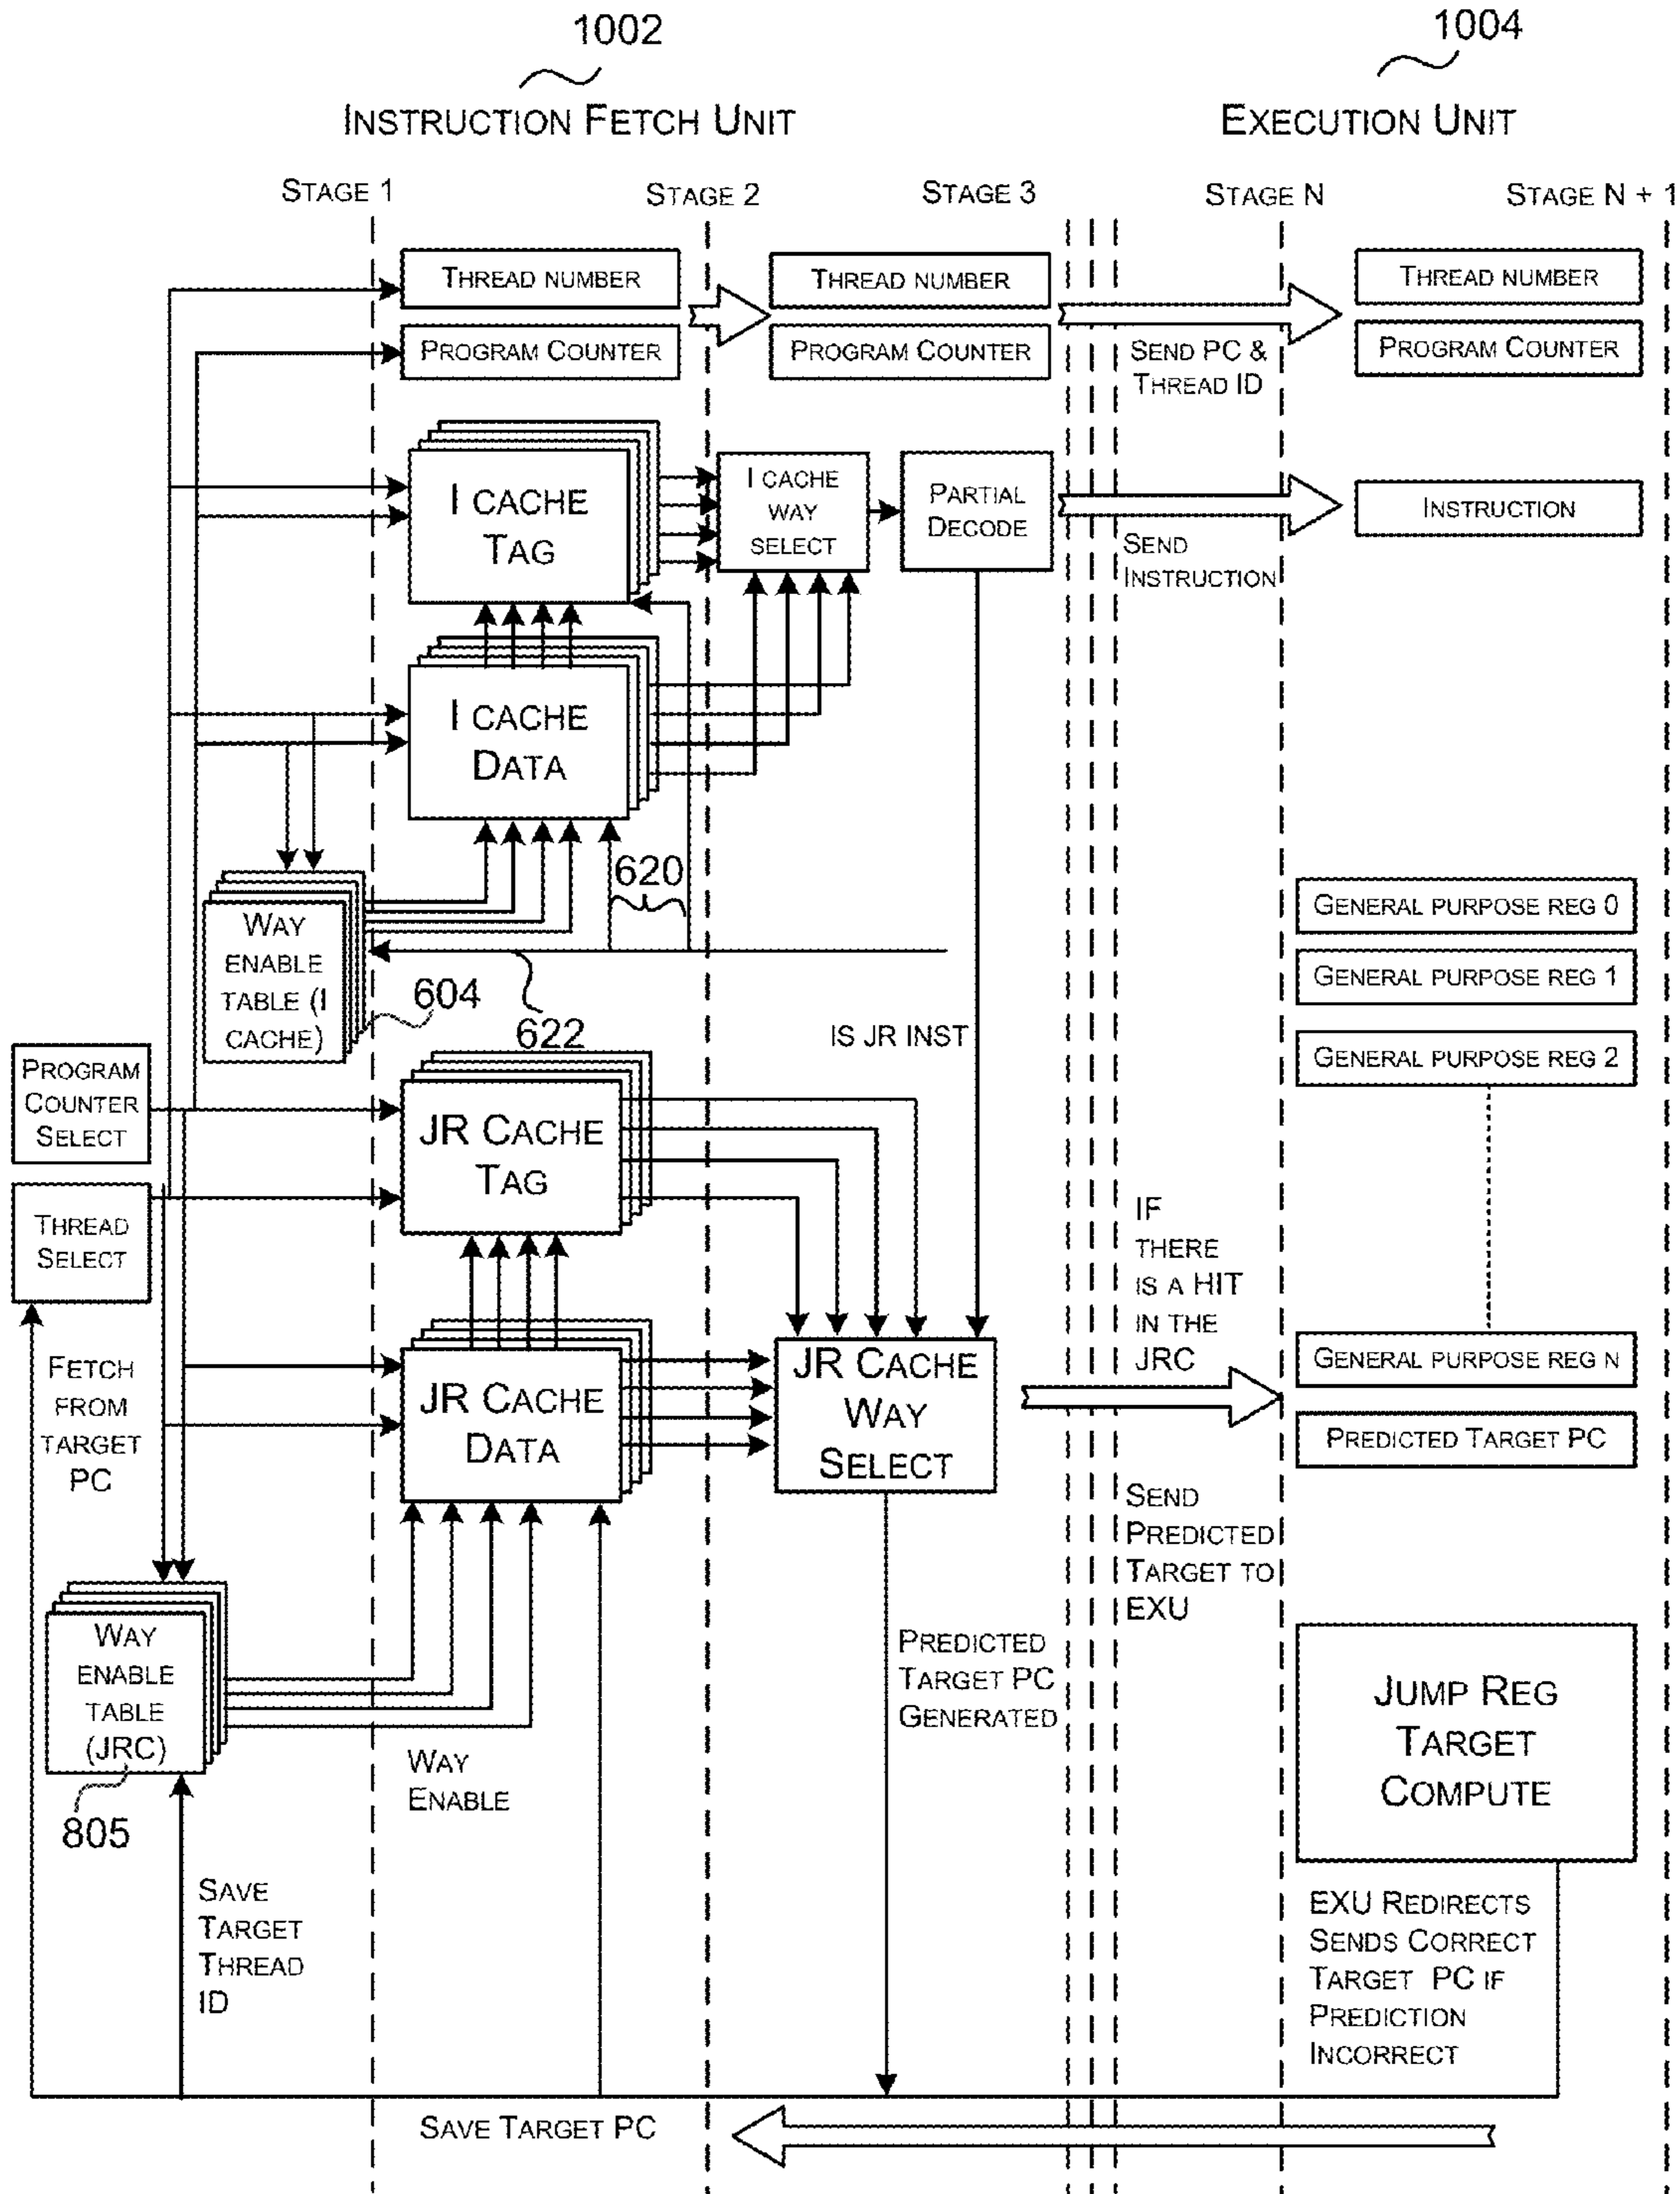 1002
1004
INSTRUCTION FETCH UNIT
EXECUTION UNIT
STAGE 1
STAGE 2
STAGE 3
STAGE N
STAGE N + 1
THREAD NUMBER
PROGRAM COUNTER
THREAD NUMBER
PROGRAM COUNTER
SEND PC &
THREAD ID
THREAD NUMBER
PROGRAM COUNTER
I CACHE
TAG
I CACHE
WAY
SELECT
PARTIAL
DECODE
SEND
INSTRUCTION
INSTRUCTION
I CACHE
DATA
620
WAY
ENABLE
TABLE (I
CACHE)
604
622
IS JR INST
GENERAL PURPOSE REG 0
GENERAL PURPOSE REG 1
GENERAL PURPOSE REG 2
PROGRAM
COUNTER
SELECT
THREAD
SELECT
JR CACHE
TAG
IF
THERE
IS A HIT
IN THE
JRC
FETCH
FROM
TARGET
PC
JR CACHE
DATA
JR CACHE
WAY
SELECT
GENERAL PURPOSE REG N
PREDICTED TARGET PC
SEND
PREDICTED
TARGET TO
EXU
WAY
ENABLE
TABLE
(JRC)
805
WAY
ENABLE
PREDICTED
TARGET PC
GENERATED
JUMP REG
TARGET
COMPUTE
SAVE
TARGET
THREAD
ID
EXU REDIRECTS
SENDS CORRECT
TARGET PC IF
PREDICTION
INCORRECT
SAVE TARGET PC